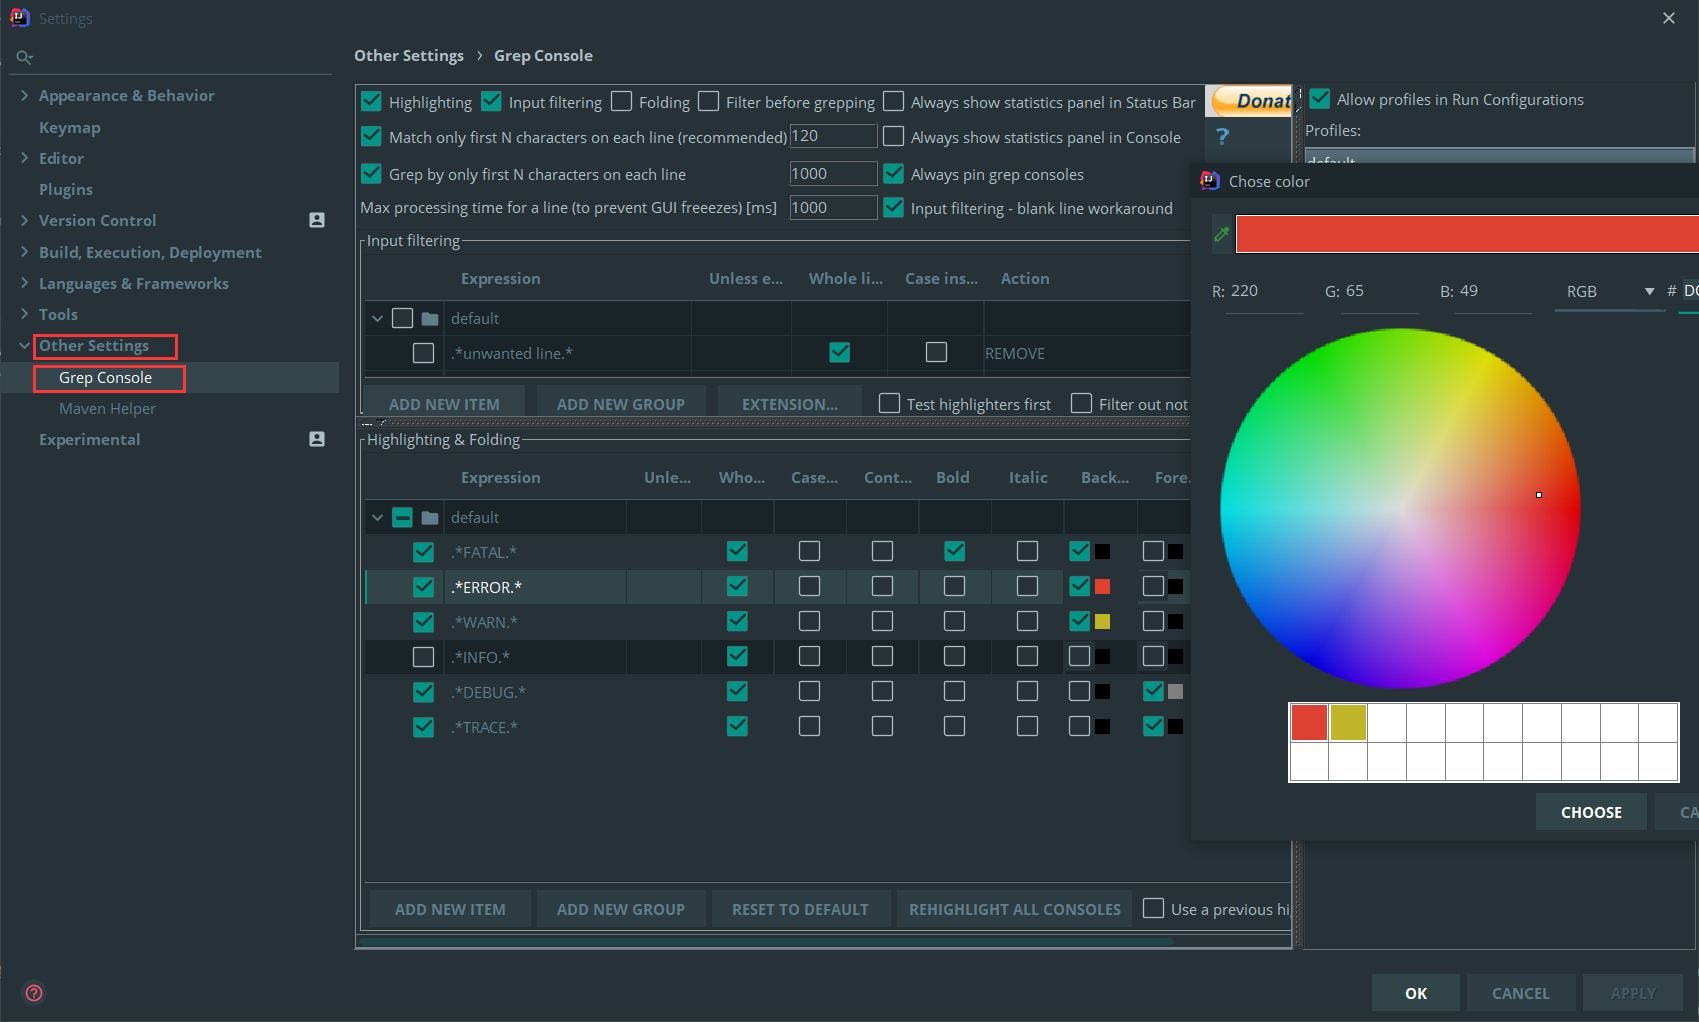 Settings
Other Settings › Grep Console
Appearance & Behavior
Keymap
Editor
Plugins
Version Control
Build, Execution, Deployment
Languages & Frameworks
Tools
Other Settings
Grep Console
Maven Helper
Experimental
Highlighting Input filtering Folding Filter before grepping Always show statistics panel in Status Bar
Donat
Match only first N characters on each line (recommended) 120 Always show statistics panel in Console
?
Grep by only first N characters on each line 1000 Always pin grep consoles
Max processing time for a line (to prevent GUI freeezes) [ms] 1000 Input filtering - blank line workaround
Input filtering
Expression Unless e... Whole li... Case ins... Action
default
.*unwanted line.* REMOVE
ADD NEW ITEM ADD NEW GROUP EXTENSION... Test highlighters first Filter out not
Highlighting & Folding
Expression Unle... Who... Case... Cont... Bold Italic Back... Fore.
default
.*FATAL.*
.*ERROR.*
.*WARN.*
.*INFO.*
.*DEBUG.*
.*TRACE.*
ADD NEW ITEM ADD NEW GROUP RESET TO DEFAULT REHIGHLIGHT ALL CONSOLES Use a previous hi
Allow profiles in Run Configurations
Profiles:
default
Chose color
R: 220 G: 65 B: 49 RGB # DC
CHOOSE CA
OK CANCEL APPLY